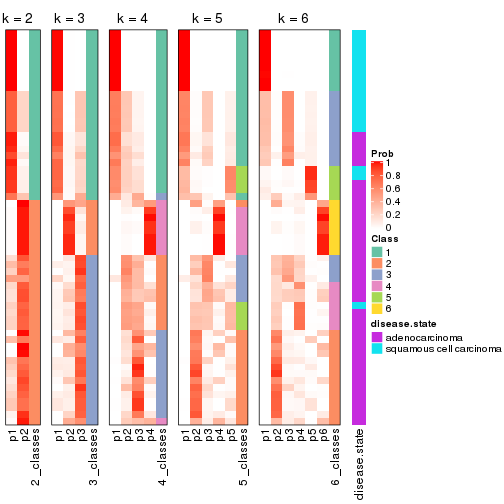 k = 2
k = 3
k = 4
k = 5
k = 6
p1
p2
2_classes
p1
p2
p3
3_classes
p1
p2
p3
p4
4_classes
p1
p2
p3
p4
p5
5_classes
p1
p2
p3
p4
p5
p6
6_classes
disease.state
Prob
1
0.8
0.6
0.4
0.2
0
Class
1
2
3
4
5
6
disease.state
adenocarcinoma
squamous cell carcinoma